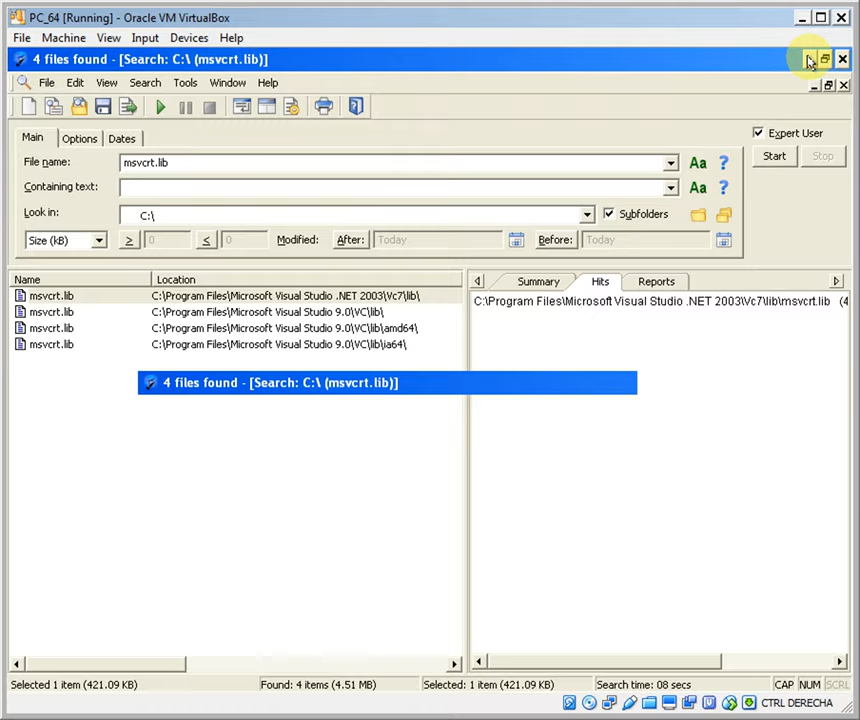 PC_64 [Running] - Oracle VM VirtualBox
File Machine View Input Devices Help
4 files found - [Search: C:\ (msvcrt.lib)]
File Edit View Search Tools Window Help
Main Options Dates
Expert User
File name: msvcrt.lib Aa ?
Start Stop
Containing text: Aa ?
Look in: C:\ Subfolders
Size (kB) ≥ 0 ≤ 0 Modified: After: Today Before: Today
Name Location
Summary Hits Reports
msvcrt.lib C:\Program Files\Microsoft Visual Studio .NET 2003\Vc7\lib\
C:\Program Files\Microsoft Visual Studio .NET 2003\Vc7\lib\msvcrt.lib (4
msvcrt.lib C:\Program Files\Microsoft Visual Studio 9.0\VC\lib\
msvcrt.lib C:\Program Files\Microsoft Visual Studio 9.0\VC\lib\amd64\
msvcrt.lib C:\Program Files\Microsoft Visual Studio 9.0\VC\lib\ia64\
4 files found - [Search: C:\ (msvcrt.lib)]
Selected 1 item (421.09 KB) Found: 4 items (4.51 MB) Selected: 1 item (421.09 KB) Search time: 08 secs CAP NUM SCRL
CTRL DERECHA